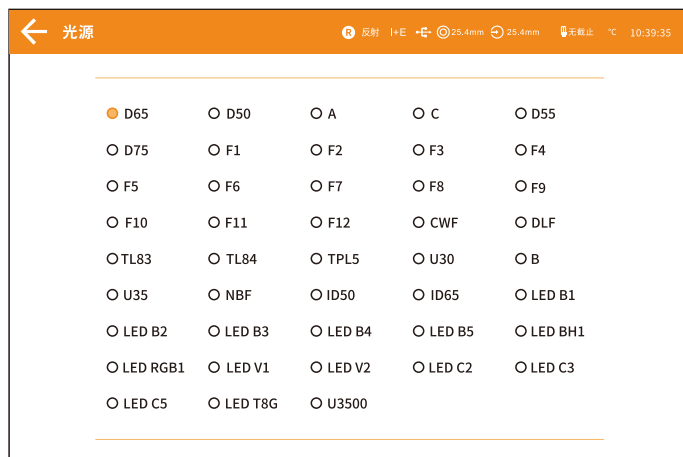 光源 R 反射 I+E 25.4mm 25.4mm 无截止 ℃ 10:39:35
D65 D50 A C D55
D75 F1 F2 F3 F4
F5 F6 F7 F8 F9
F10 F11 F12 CWF DLF
TL83 TL84 TPL5 U30 B
U35 NBF ID50 ID65 LED B1
LED B2 LED B3 LED B4 LED B5 LED BH1
LED RGB1 LED V1 LED V2 LED C2 LED C3
LED C5 LED T8G U3500